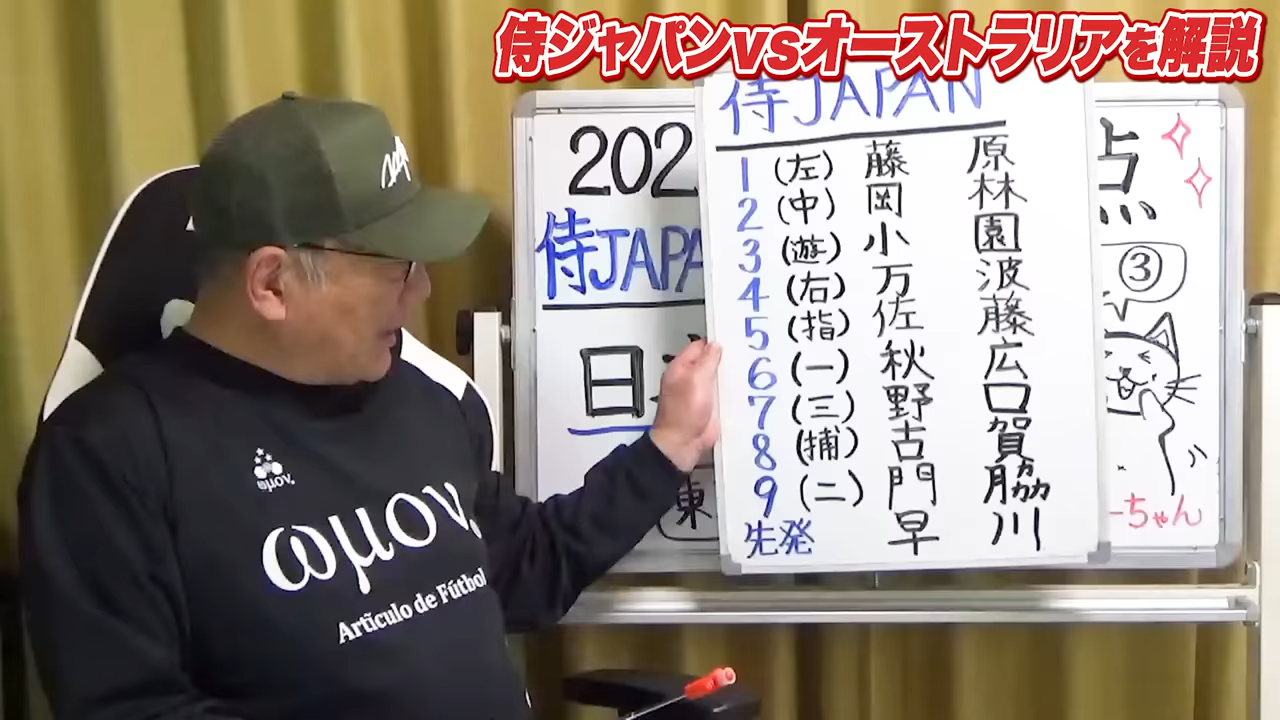 侍ジャパンvsオーストラリアを解説
侍JAPAN
1 (左) 藤原
2 (中) 岡林
3 (遊) 小園
4 (右) 万波
5 (指) 佐藤
6 (一) 秋広
7 (三) 野口
8 (捕) 古賀
9 (二) 門脇
先発 早川
202
侍JAPA
日
東
点
③
ーちゃん
ωμον
ωμον
Artículo de Fútbol